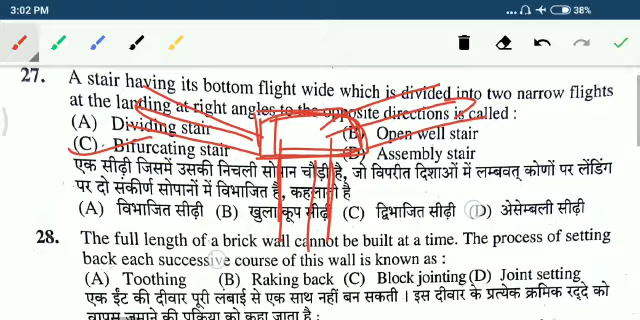 3:02 PM ... 38%
27. A stair having its bottom flight wide which is divided into two narrow flights
at the landing at right angles to the opposite directions is called :
(A) Dividing stair (B) Open well stair
(C) Bifurcating stair (D) Assembly stair
एक सीढ़ी जिसमें उसकी निचली सोपान चौड़ी है, जो विपरीत दिशाओं में लम्बवत् कोणों पर लेंडिंग
पर दो संकीर्ण सोपानों में विभाजित है, कहलाता है
(A) विभाजित सीढ़ी (B) खुला कूप सीढ़ी (C) द्विभाजित सीढ़ी (D) असेम्बली सीढ़ी
28. The full length of a brick wall cannot be built at a time. The process of setting
back each successive course of this wall is known as :
(A) Toothing (B) Raking back (C) Block jointing (D) Joint setting
एक ईंट की दीवार पूरी लंबाई से एक साथ नहीं बन सकती । इस दीवार के प्रत्येक क्रमिक रद्दे को
वापस जमाने की प्रक्रिया को कहा जाता है :